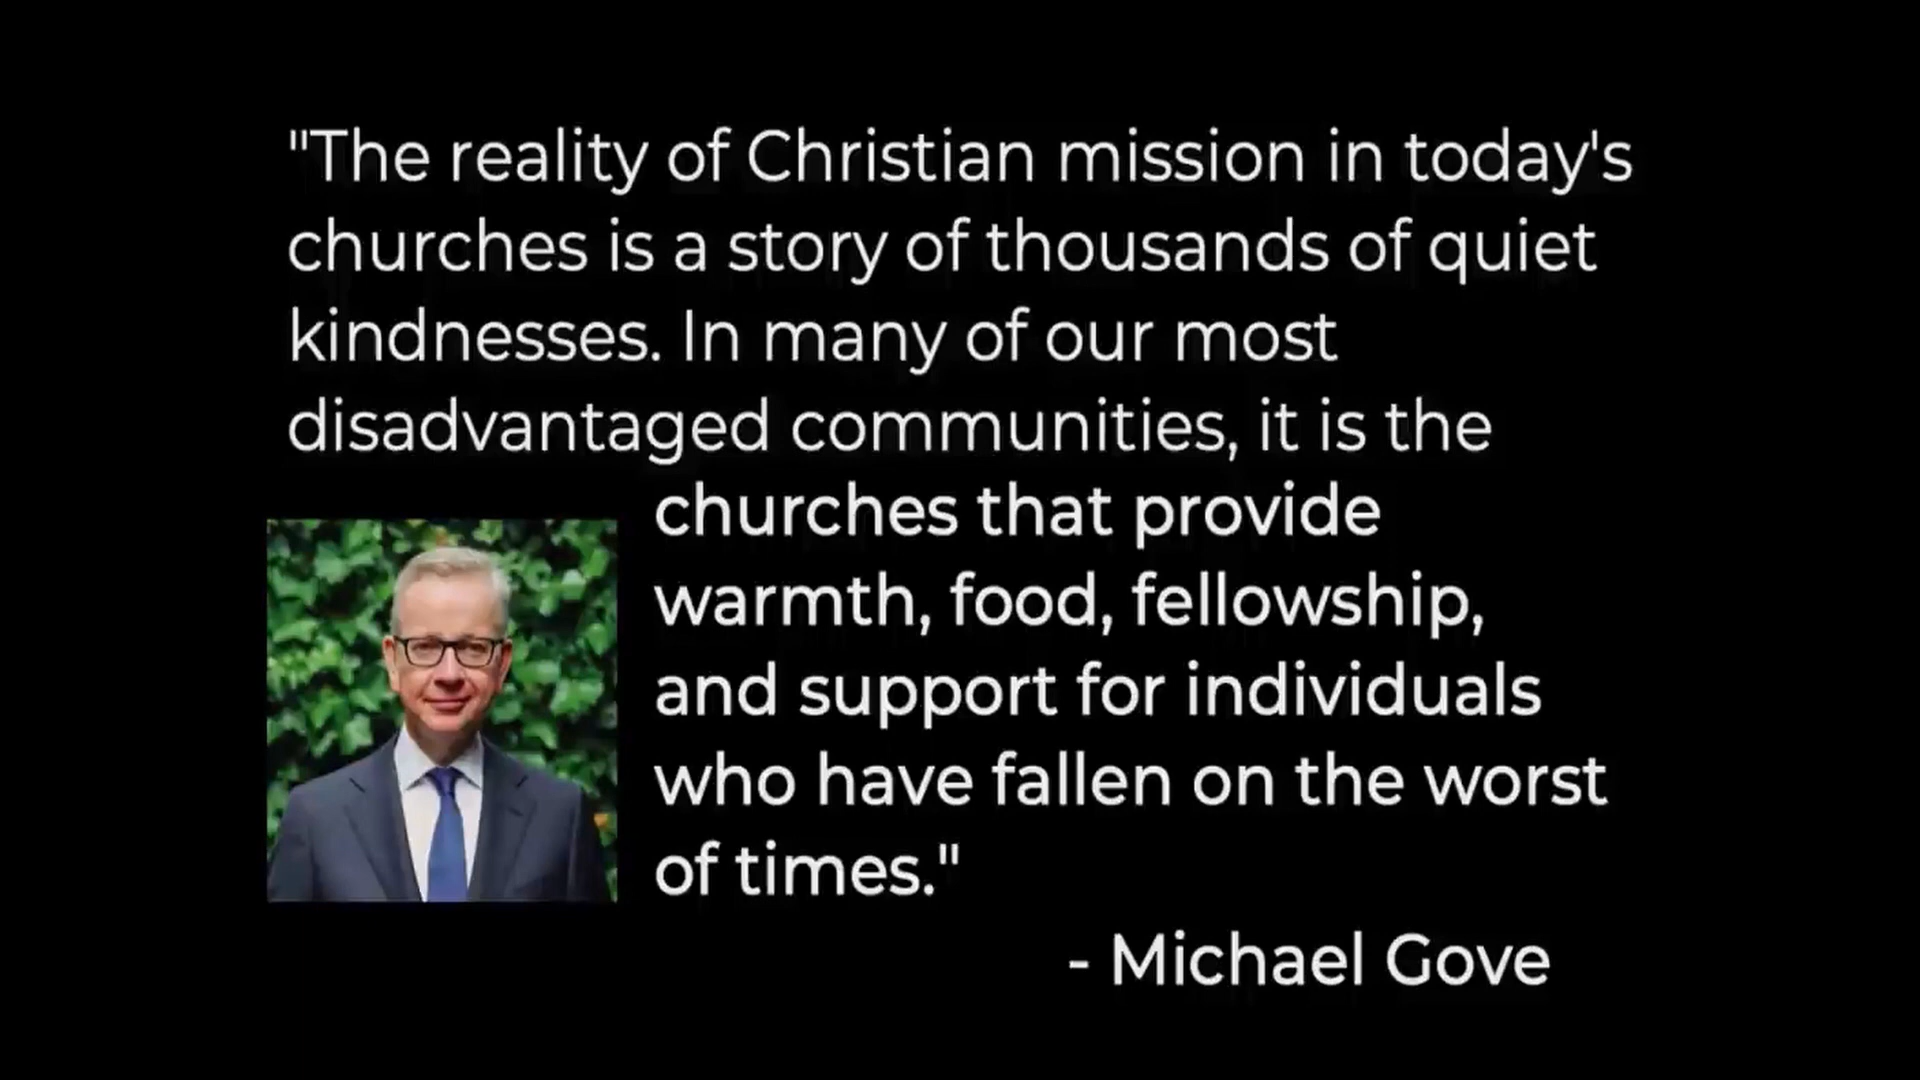 "The reality of Christian mission in today's
churches is a story of thousands of quiet
kindnesses. In many of our most
disadvantaged communities, it is the
churches that provide
warmth, food, fellowship,
and support for individuals
who have fallen on the worst
of times."
- Michael Gove